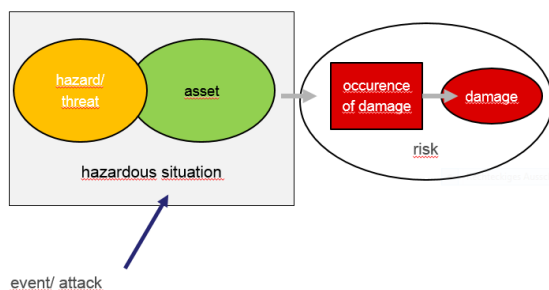 hazard/
threat
asset
hazardous situation
occurence
of damage
damage
risk
event/ attack